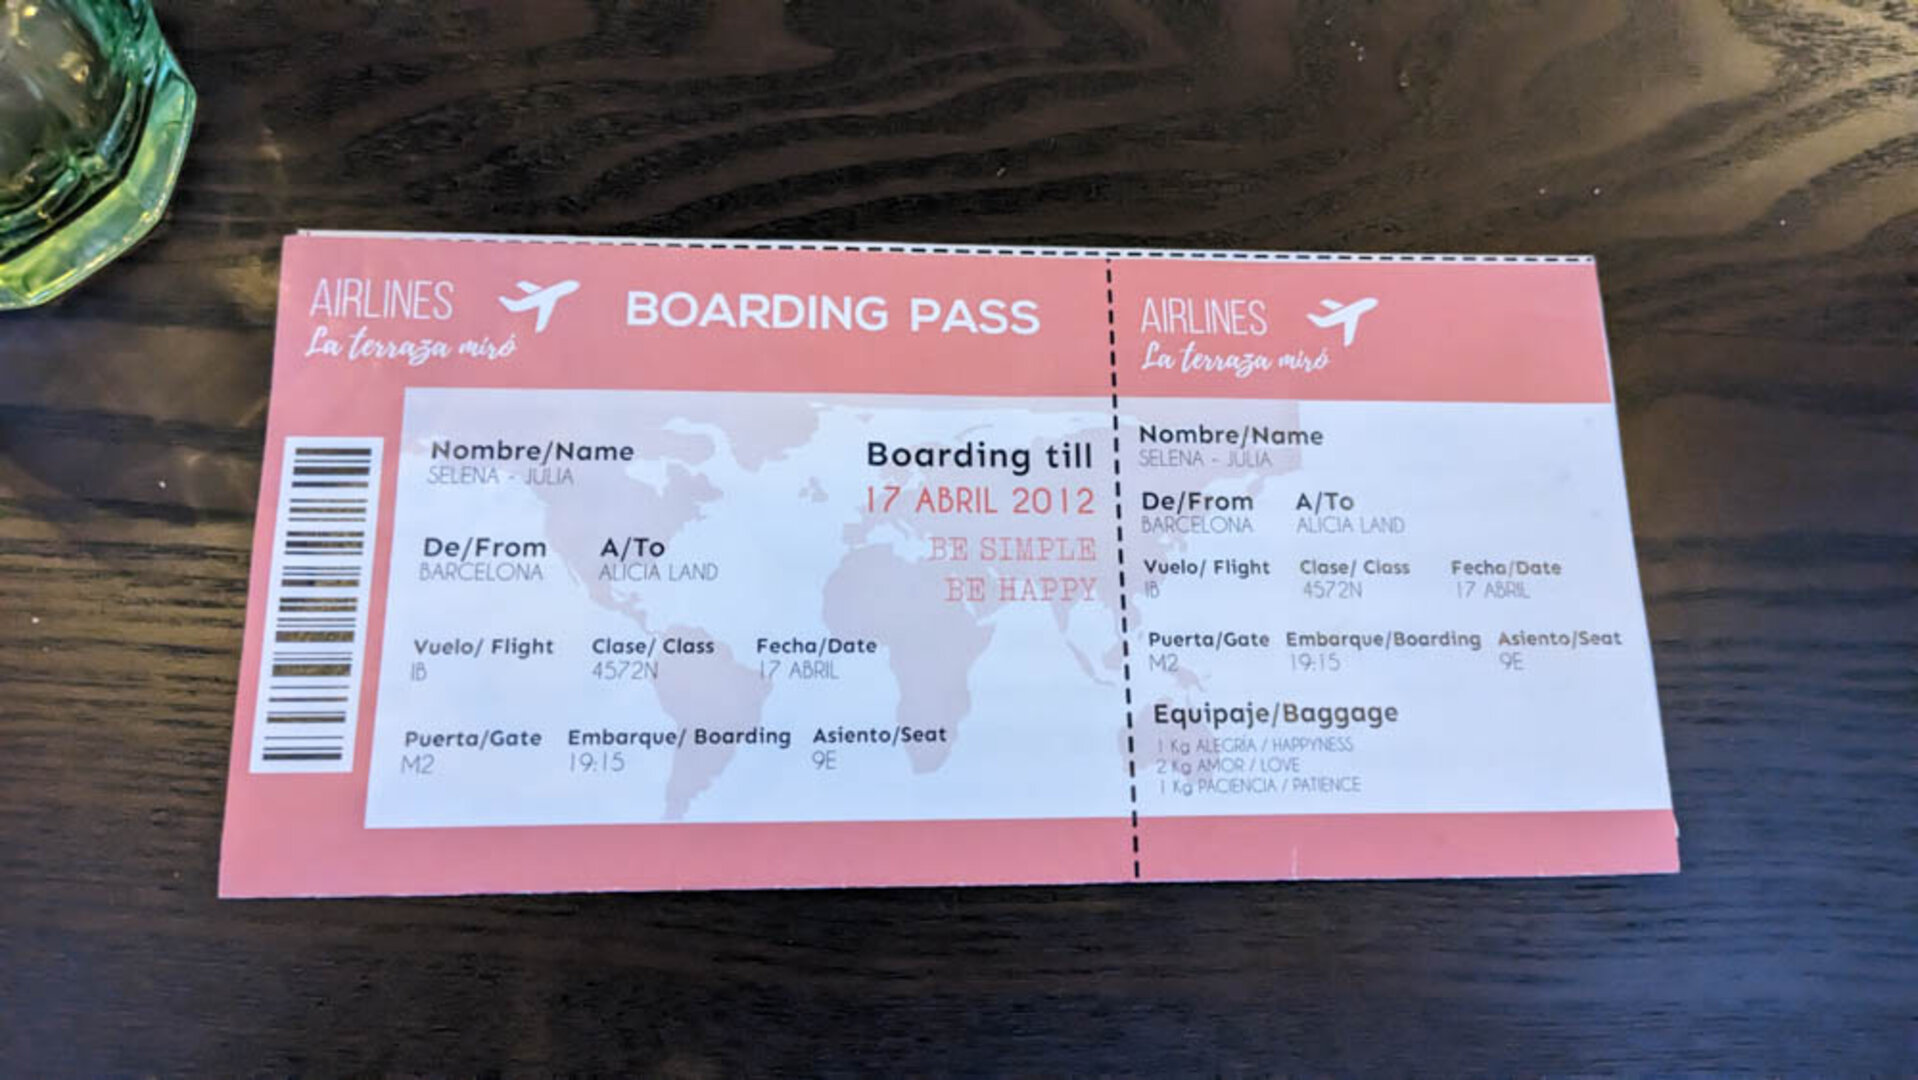 AIRLINES
La terraza miró
BOARDING PASS
Nombre/Name
SELENA - JULIA
Boarding till
17 ABRIL 2012
BE SIMPLE
BE HAPPY
De/From A/To
BARCELONA ALICIA LAND
Vuelo/ Flight Clase/ Class Fecha/Date
IB 4572N 17 ABRIL
Puerta/Gate Embarque/ Boarding Asiento/Seat
M2 19:15 9E
AIRLINES
La terraza miró
Nombre/Name
SELENA - JULIA
De/From A/To
BARCELONA ALICIA LAND
Vuelo/ Flight Clase/ Class Fecha/Date
IB 4572N 17 ABRIL
Puerta/Gate Embarque/Boarding Asiento/Seat
M2 19:15 9E
Equipaje/Baggage
1 Kg ALEGRÍA / HAPPYNESS
2 Kg AMOR / LOVE
1 Kg PACIENCIA / PATIENCE